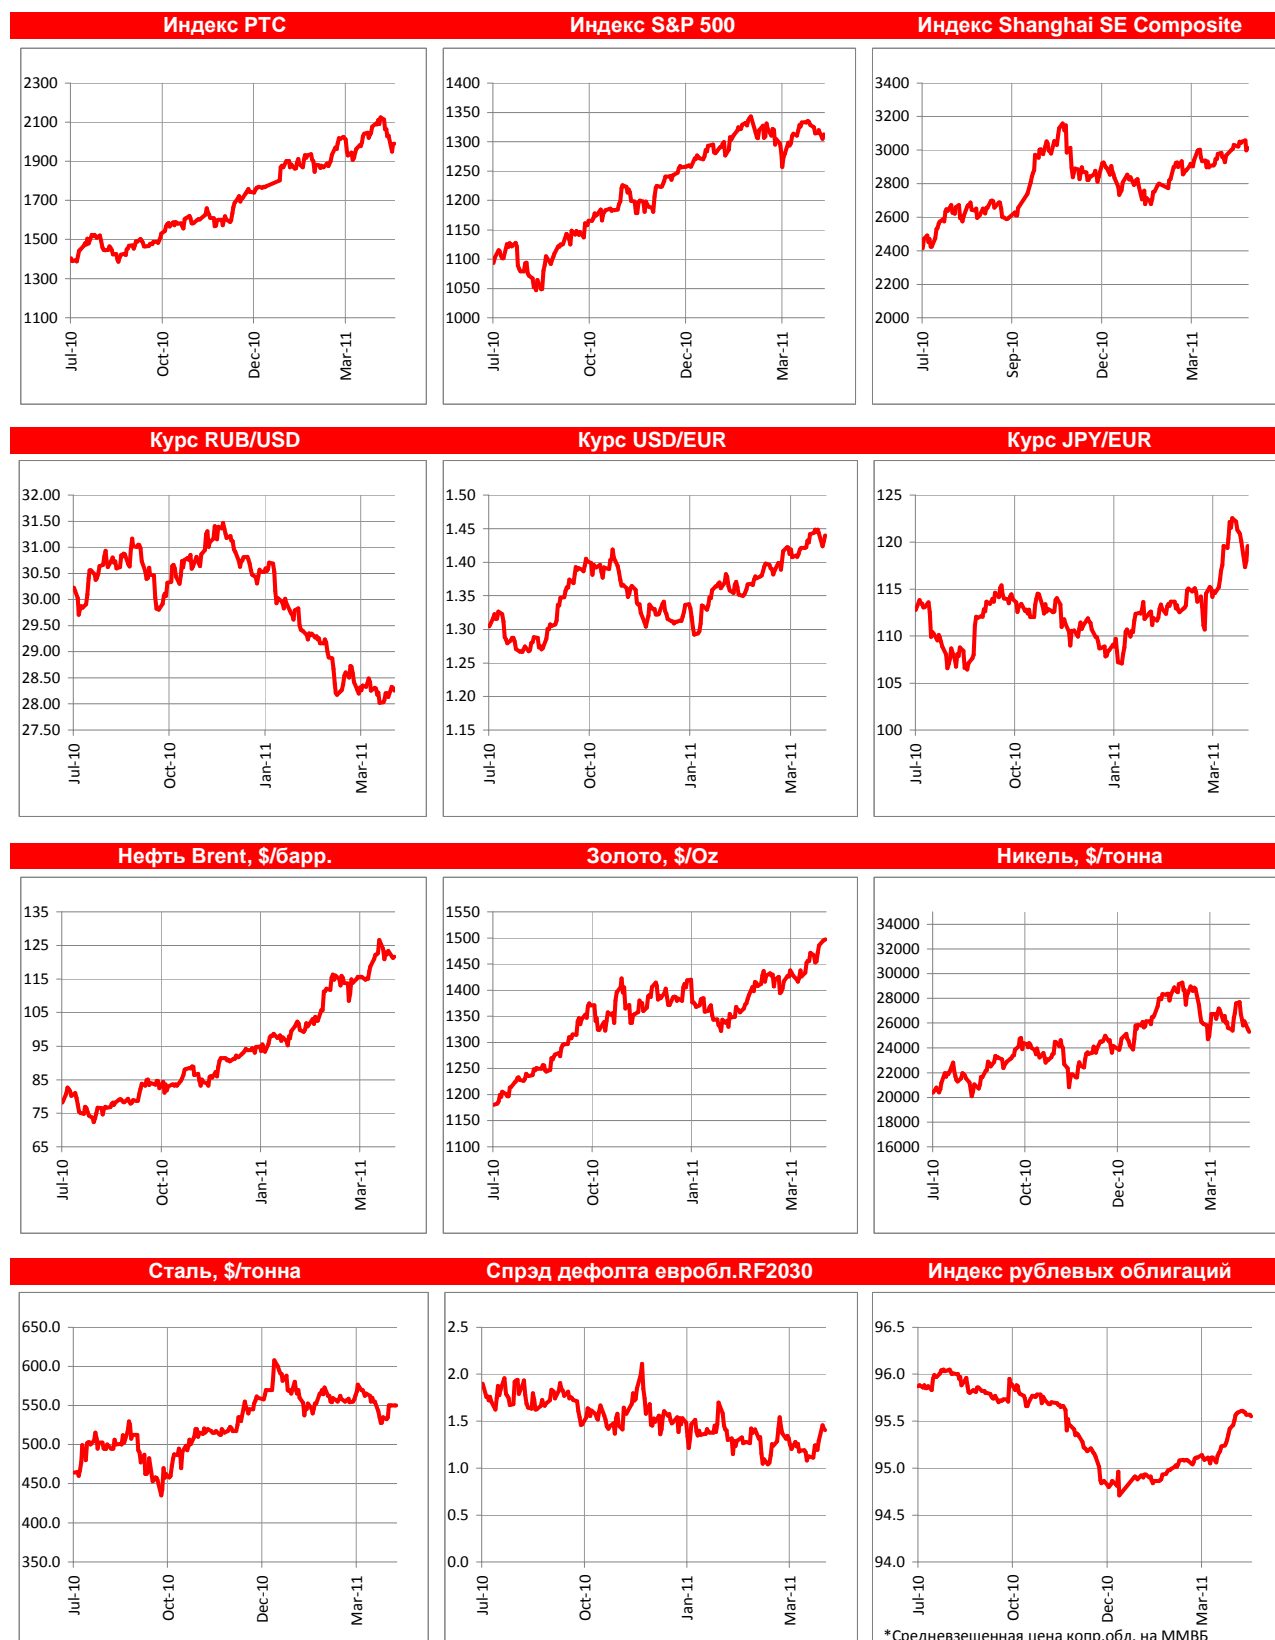 Индекс РТС
Индекс S&P 500
Индекс Shanghai SE Composite
2300
2100
1900
1700
1500
1300
1100
Jul-10
Oct-10
Dec-10
Mar-11
1400
1350
1300
1250
1200
1150
1100
1050
1000
Jul-10
Oct-10
Dec-10
Mar-11
3400
3200
3000
2800
2600
2400
2200
2000
Jul-10
Sep-10
Dec-10
Mar-11
Курс RUB/USD
Курс USD/EUR
Курс JPY/EUR
32.00
31.50
31.00
30.50
30.00
29.50
29.00
28.50
28.00
27.50
Jul-10
Oct-10
Jan-11
Mar-11
1.50
1.45
1.40
1.35
1.30
1.25
1.20
1.15
Jul-10
Oct-10
Jan-11
Mar-11
125
120
115
110
105
100
Jul-10
Oct-10
Jan-11
Mar-11
Нефть Brent, $/барр.
Золото, $/Oz
Никель, $/тонна
135
125
115
105
95
85
75
65
Jul-10
Oct-10
Jan-11
Mar-11
1550
1500
1450
1400
1350
1300
1250
1200
1150
1100
Jul-10
Oct-10
Jan-11
Mar-11
34000
32000
30000
28000
26000
24000
22000
20000
18000
16000
Jul-10
Oct-10
Dec-10
Mar-11
Сталь, $/тонна
Спрэд дефолта евробл.RF2030
Индекс рублевых облигаций
650.0
600.0
550.0
500.0
450.0
400.0
350.0
Jul-10
Oct-10
Dec-10
Mar-11
2.5
2.0
1.5
1.0
0.5
0.0
Jul-10
Oct-10
Jan-11
Mar-11
96.5
96.0
95.5
95.0
94.5
94.0
Jul-10
Oct-10
Dec-10
Mar-11
*Средневзешенная цена копр.обл. на ММВБ